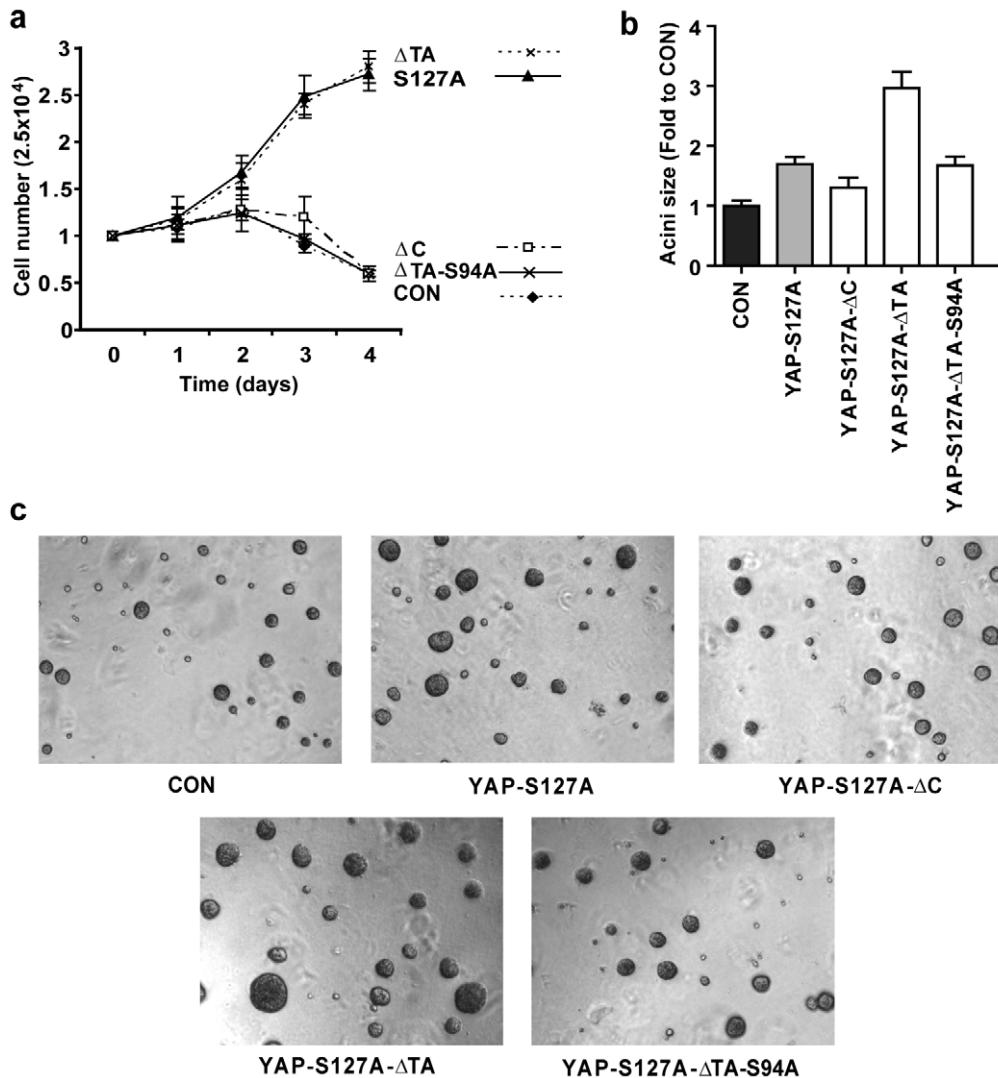 a
Cell number (2.5x10⁴)
3
2.5
2
1.5
1
0.5
0
0 1 2 3 4
Time (days)
ΔTA
S127A
ΔC
ΔTA-S94A
CON
b
Acini size (Fold to CON)
4
3
2
1
0
CON
YAP-S127A
YAP-S127A-ΔC
YAP-S127A-ΔTA
YAP-S127A-ΔTA-S94A
c
CON
YAP-S127A
YAP-S127A-ΔC
YAP-S127A-ΔTA
YAP-S127A-ΔTA-S94A